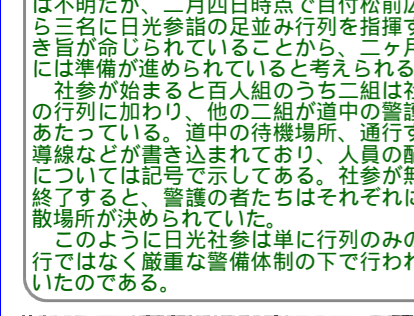 は不明だが、二月四日時点で目付松前広
ら三名に日光参詣の足並み行列を指揮す
き旨が命じられていることから、二ヶ月
には準備が進められていると考えられる
　社参が始まると百人組のうち二組は社
の行列に加わり、他の二組が道中の警護
あたっている。道中の待機場所、通行す
導線などが書き込まれており、人員の配
については記号で示してある。社参が無
終了すると、警護の者たちはそれぞれに
散場所が決められていた。
　このように日光社参は単に行列のみの
行ではなく厳重な警備体制の下で行われ
いたのである。